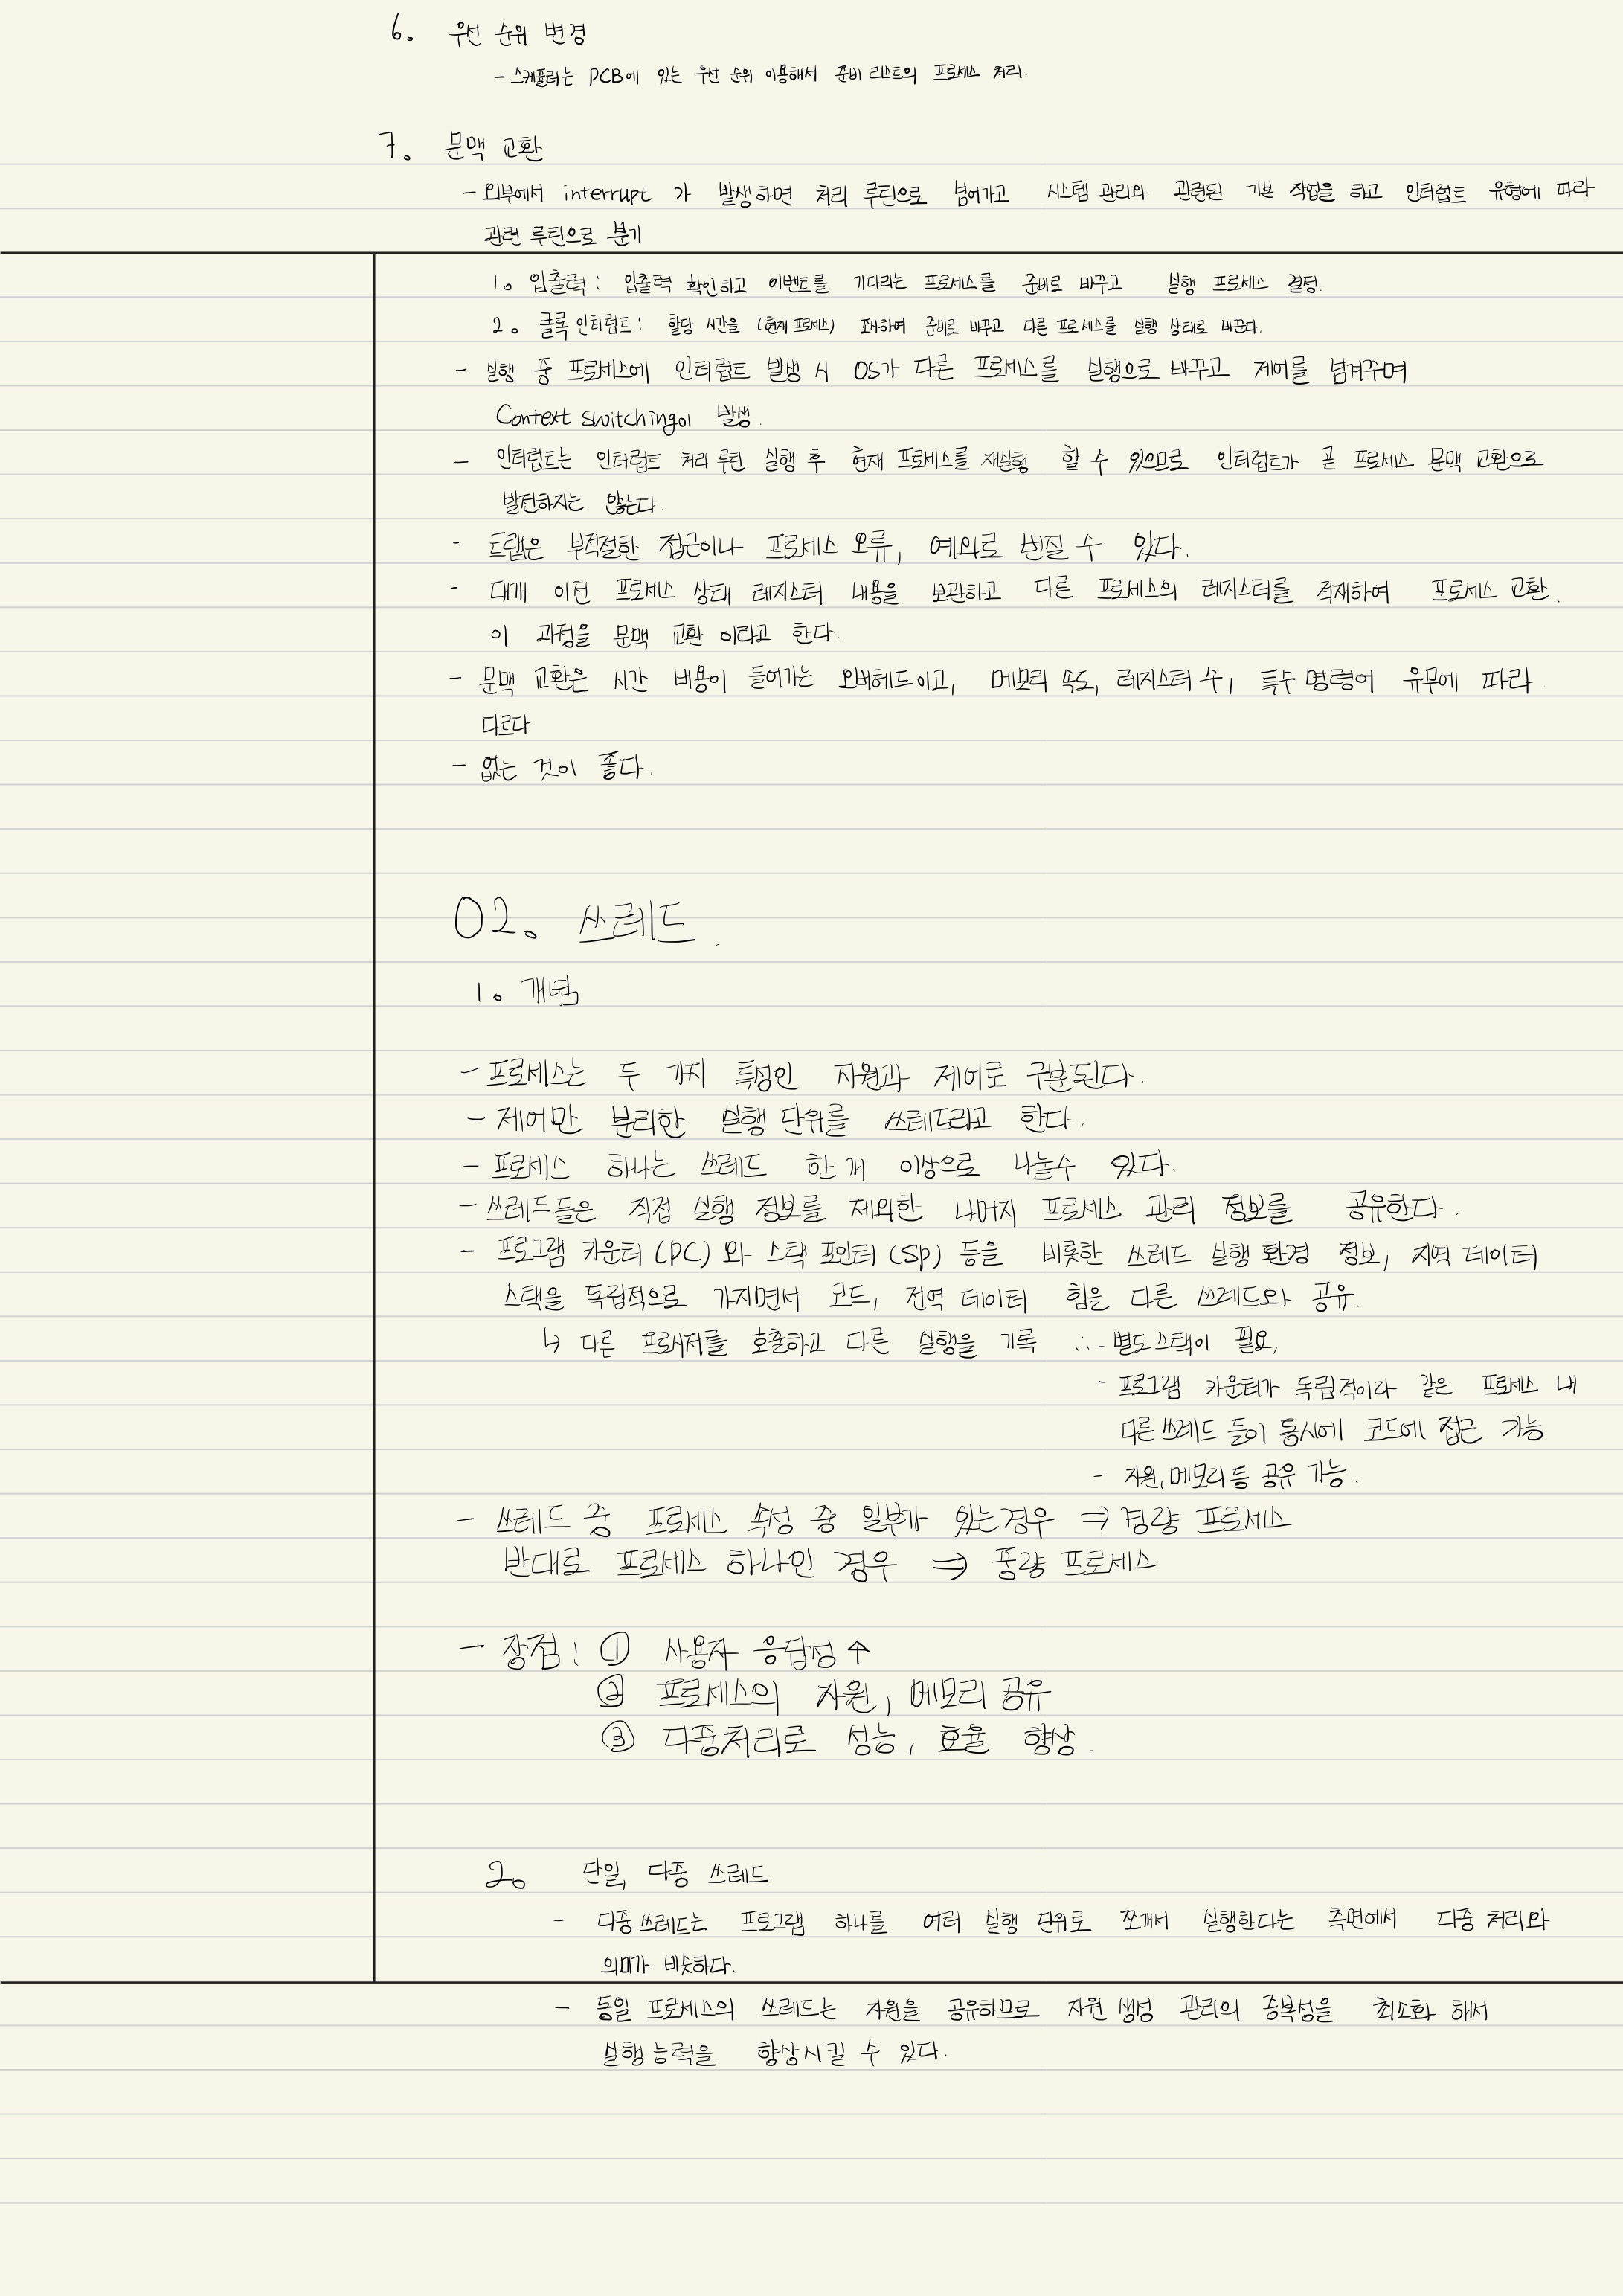 6. 우선 순위 변경
- 스케쥴러는 PCB에 있는 우선 순위 이용해서 준비 리스트의 프로세스 처리.
7. 문맥 교환
- 외부에서 interrupt 가 발생하면 처리 루틴으로 넘어가고 시스템 관리와 관련된 기본 작업을 하고 인터럽트 유형에 따라
관련 루틴으로 분기
1. 입출력 : 입출력 확인하고 이벤트를 기다리는 프로세스를 준비로 바꾸고 실행 프로세스 결정.
2. 클록 인터럽트 : 할당 시간을 (현재 프로세스) 조사하여 준비로 바꾸고 다른 프로세스를 실행 상태로 바꾼다.
- 실행 중 프로세스에 인터럽트 발생 시 OS가 다른 프로세스를 실행으로 바꾸고 제어를 넘겨주며
Context switching이 발생.
- 인터럽트는 인터럽트 처리 루틴 실행 후 현재 프로세스를 재실행 할 수 있으므로 인터럽트가 곧 프로세스 문맥 교환으로
발전하지는 않는다.
- 트랩은 부적절한 접근이나 프로세스 오류, 예외로 번질 수 있다.
- 대개 이전 프로세스 상태 레지스터 내용을 보관하고 다른 프로세스의 레지스터를 적재하여 프로세스 교환.
이 과정을 문맥 교환 이라고 한다.
- 문맥 교환은 시간 비용이 들어가는 오버헤드이고, 메모리 속도, 레지스터 수, 특수 명령어 유무에 따라
다르다
- 없는 것이 좋다.
02. 쓰레드.
1. 개념
- 프로세스는 두 가지 특성인 자원과 제어로 구분된다.
- 제어만 분리한 실행 단위를 쓰레드라고 한다.
- 프로세스 하나는 쓰레드 한 개 이상으로 나눌 수 있다.
- 쓰레드들은 직접 실행 정보를 제외한 나머지 프로세스 관리 정보를 공유한다.
- 프로그램 카운터 (PC) 와 스택 포인터 (SP) 등을 비롯한 쓰레드 실행 환경 정보, 지역 데이터
스택을 독립적으로 가지면서 코드, 전역 데이터 힙을 다른 쓰레드와 공유.
↳ 다른 프로시저를 호출하고 다른 실행을 기록 ∴ - 별도 스택이 필요,
- 프로그램 카운터가 독립적이라 같은 프로세스 내
다른 쓰레드 들이 동시에 코드에 접근 가능
- 자원, 메모리 등 공유 가능.
- 쓰레드 중 프로세스 속성 중 일부가 있는경우 ⇒ 경량 프로세스
반대로 프로세스 하나인 경우 ⇒ 중량 프로세스
- 장점 : ① 사용자 응답성 ↑
② 프로세스의 자원, 메모리 공유
③ 다중처리로 성능, 효율 향상.
2. 단일, 다중 쓰레드
- 다중 쓰레드는 프로그램 하나를 여러 실행 단위로 쪼개서 실행한다는 측면에서 다중 처리와
의미가 비슷하다.
- 동일 프로세스의 쓰레드는 자원을 공유하므로 자원 생성 관리의 중복성을 최소화 해서
실행 능력을 향상시킬 수 있다.